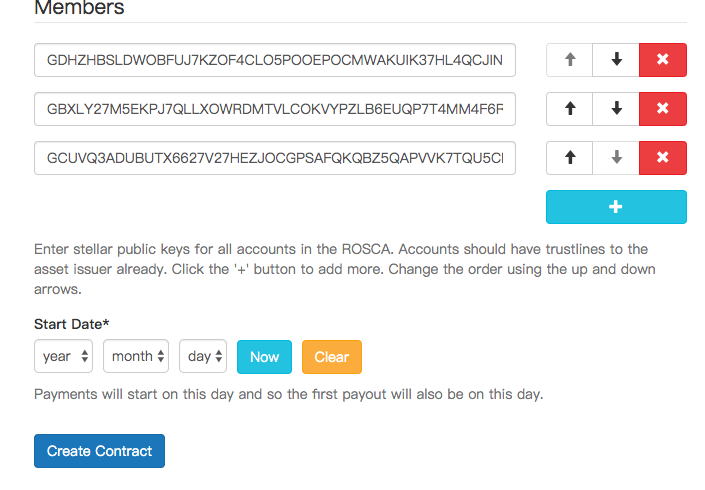 Members
GDHZHBSLDWOBFUJ7KZOF4CLO5POOEPOCMWAKUIK37HL4QCJIN
GBXLY27M5EKPJ7QLLXOWRDMTVLCOKVYPZLB6EUQP7T4MM4F6R
GCUVQ3ADUBUTX6627V27HEZJOCGPSAFQKQBZ5QAPVVK7TQU5CI
Enter stellar public keys for all accounts in the ROSCA. Accounts should have trustlines to the
asset issuer already. Click the '+' button to add more. Change the order using the up and down
arrows.
Start Date*
year month day Now Clear
Payments will start on this day and so the first payout will also be on this day.
Create Contract